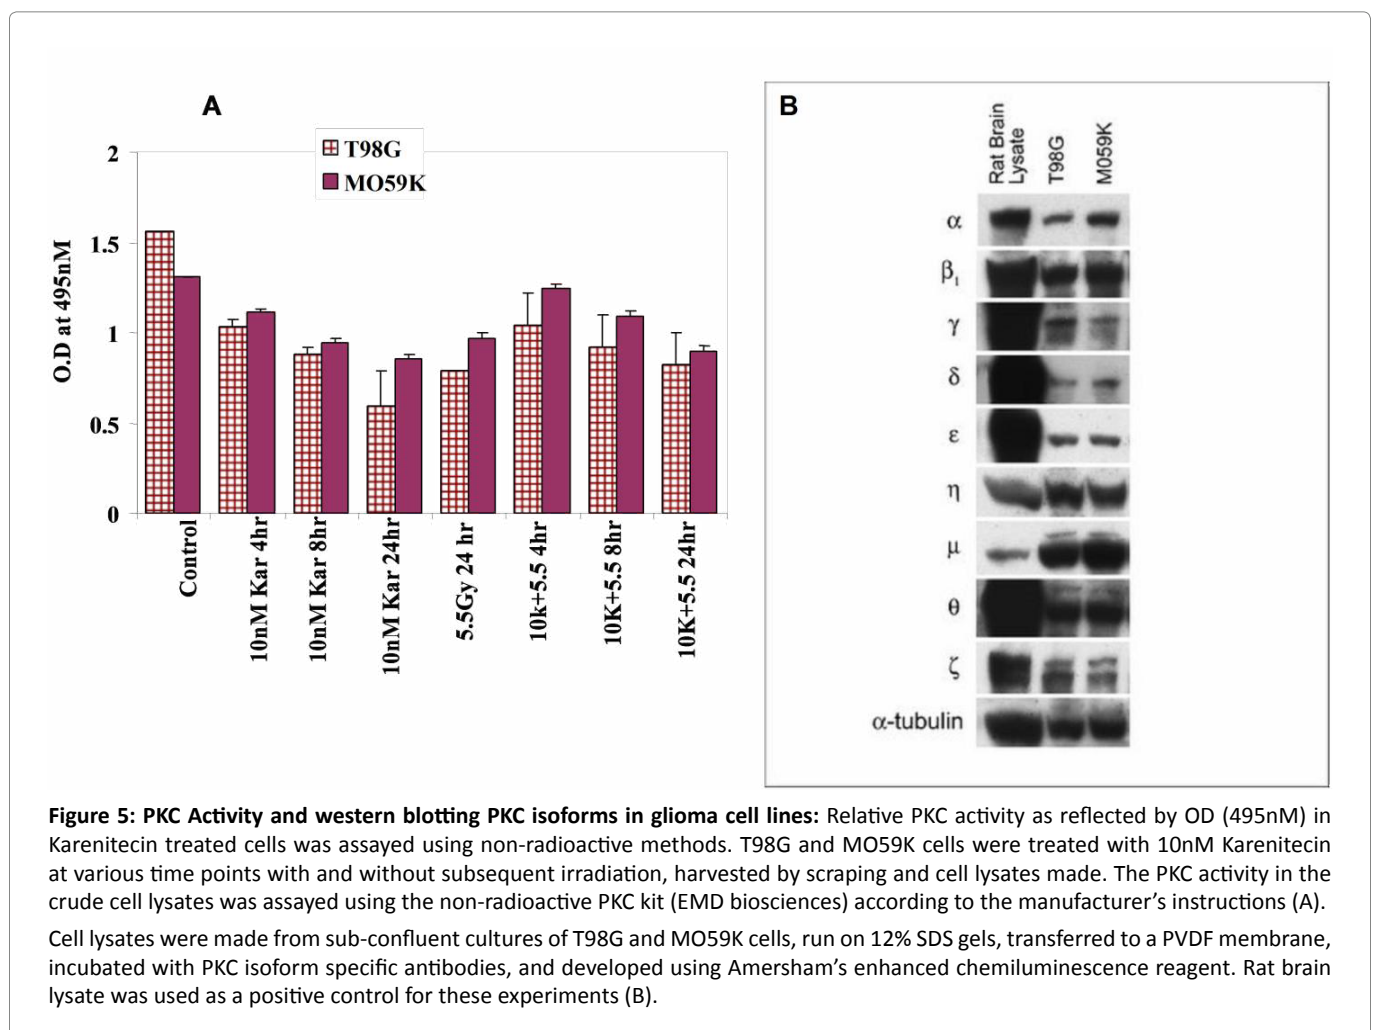 A
T98G
MO59K
2
1.5
1
0.5
0
O.D at 495nM
Control
10nM Kar 4hr
10nM Kar 8hr
10nM Kar 24hr
5.5Gy 24 hr
10k+5.5 4hr
10K+5.5 8hr
10K+5.5 24hr
B
Rat Brain
Lysate
T98G
M059K
α
β1
γ
δ
ε
η
μ
θ
ζ
α-tubulin
Figure 5: PKC Activity and western blotting PKC isoforms in glioma cell lines: Relative PKC activity as reflected by OD (495nM) in
Karenitecin treated cells was assayed using non-radioactive methods. T98G and MO59K cells were treated with 10nM Karenitecin
at various time points with and without subsequent irradiation, harvested by scraping and cell lysates made. The PKC activity in the
crude cell lysates was assayed using the non-radioactive PKC kit (EMD biosciences) according to the manufacturer’s instructions (A).
Cell lysates were made from sub-confluent cultures of T98G and MO59K cells, run on 12% SDS gels, transferred to a PVDF membrane,
incubated with PKC isoform specific antibodies, and developed using Amersham’s enhanced chemiluminescence reagent. Rat brain
lysate was used as a positive control for these experiments (B).